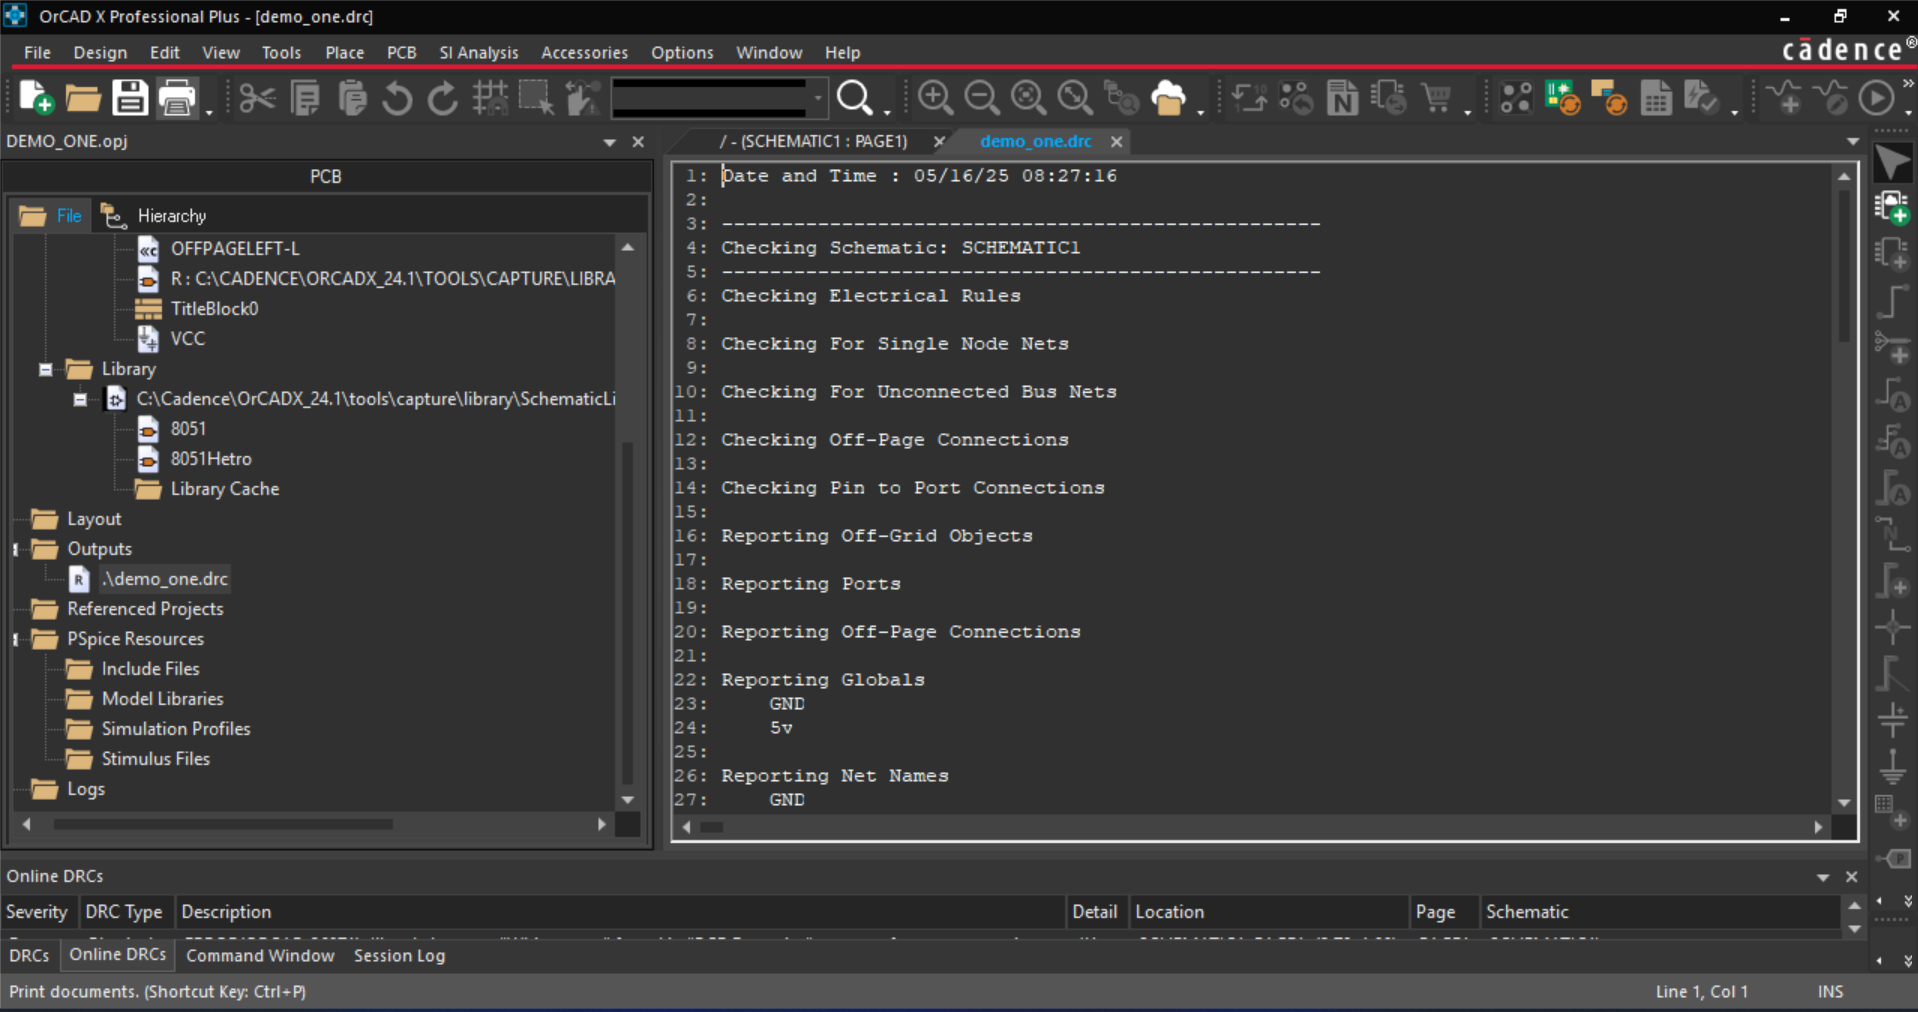 OrCAD X Professional Plus - [demo_one.drc]
File Design Edit View Tools Place PCB SI Analysis Accessories Options Window Help
cādence®
DEMO_ONE.opj
/ - (SCHEMATIC1 : PAGE1)
demo_one.drc
PCB
File
Hierarchy
OFFPAGELEFT-L
R : C:\CADENCE\ORCADX_24.1\TOOLS\CAPTURE\LIBRA
TitleBlock0
VCC
Library
C:\Cadence\OrCADX_24.1\tools\capture\library\SchematicLi
8051
8051Hetro
Library Cache
Layout
Outputs
.\demo_one.drc
Referenced Projects
PSpice Resources
Include Files
Model Libraries
Simulation Profiles
Stimulus Files
Logs
1: Date and Time : 05/16/25 08:27:16
2:
3: --------------------------------------------------
4: Checking Schematic: SCHEMATIC1
5: --------------------------------------------------
6: Checking Electrical Rules
7:
8: Checking For Single Node Nets
9:
10: Checking For Unconnected Bus Nets
11:
12: Checking Off-Page Connections
13:
14: Checking Pin to Port Connections
15:
16: Reporting Off-Grid Objects
17:
18: Reporting Ports
19:
20: Reporting Off-Page Connections
21:
22: Reporting Globals
23: GND
24: 5v
25:
26: Reporting Net Names
27: GND
Online DRCs
Severity DRC Type Description Detail Location Page Schematic
DRCs Online DRCs Command Window Session Log
Print documents. (Shortcut Key: Ctrl+P)
Line 1, Col 1
INS